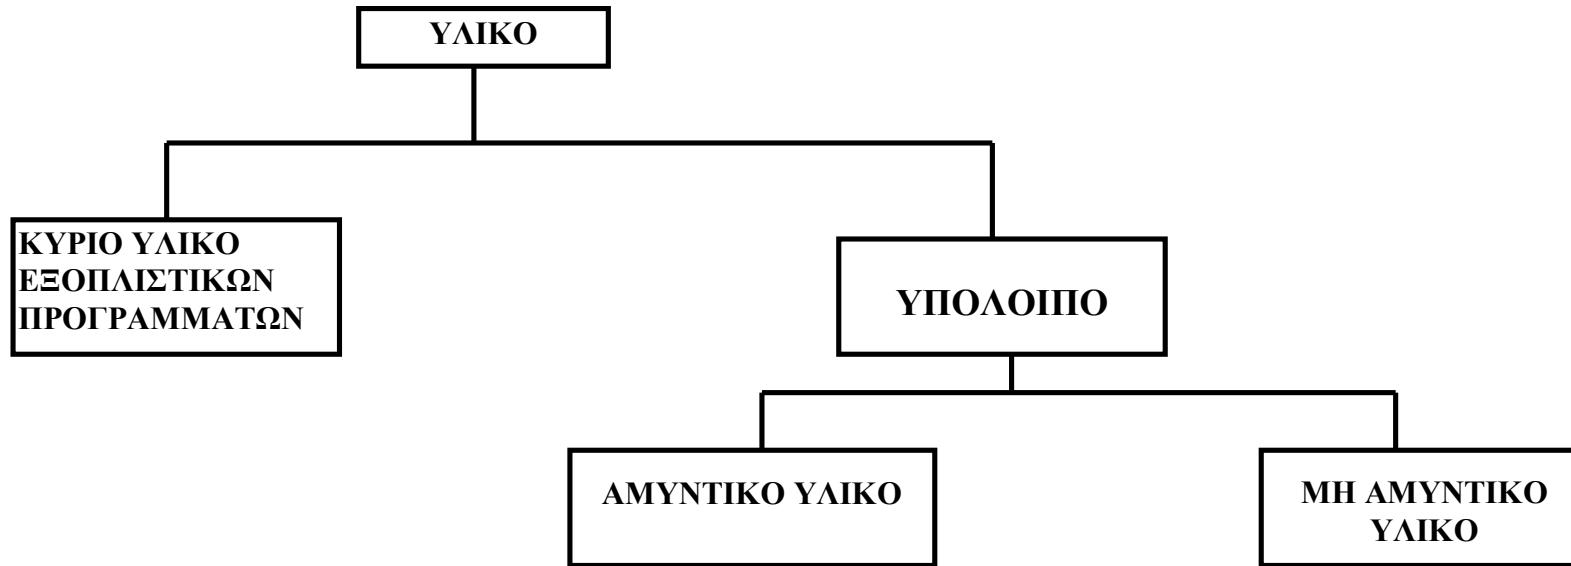 ΥΛΙΚΟ
ΚΥΡΙΟ ΥΛΙΚΟ
ΕΞΟΠΛΙΣΤΙΚΩΝ
ΠΡΟΓΡΑΜΜΑΤΩΝ
ΥΠΟΛΟΙΠΟ
ΑΜΥΝΤΙΚΟ ΥΛΙΚΟ
ΜΗ ΑΜΥΝΤΙΚΟ
ΥΛΙΚΟ